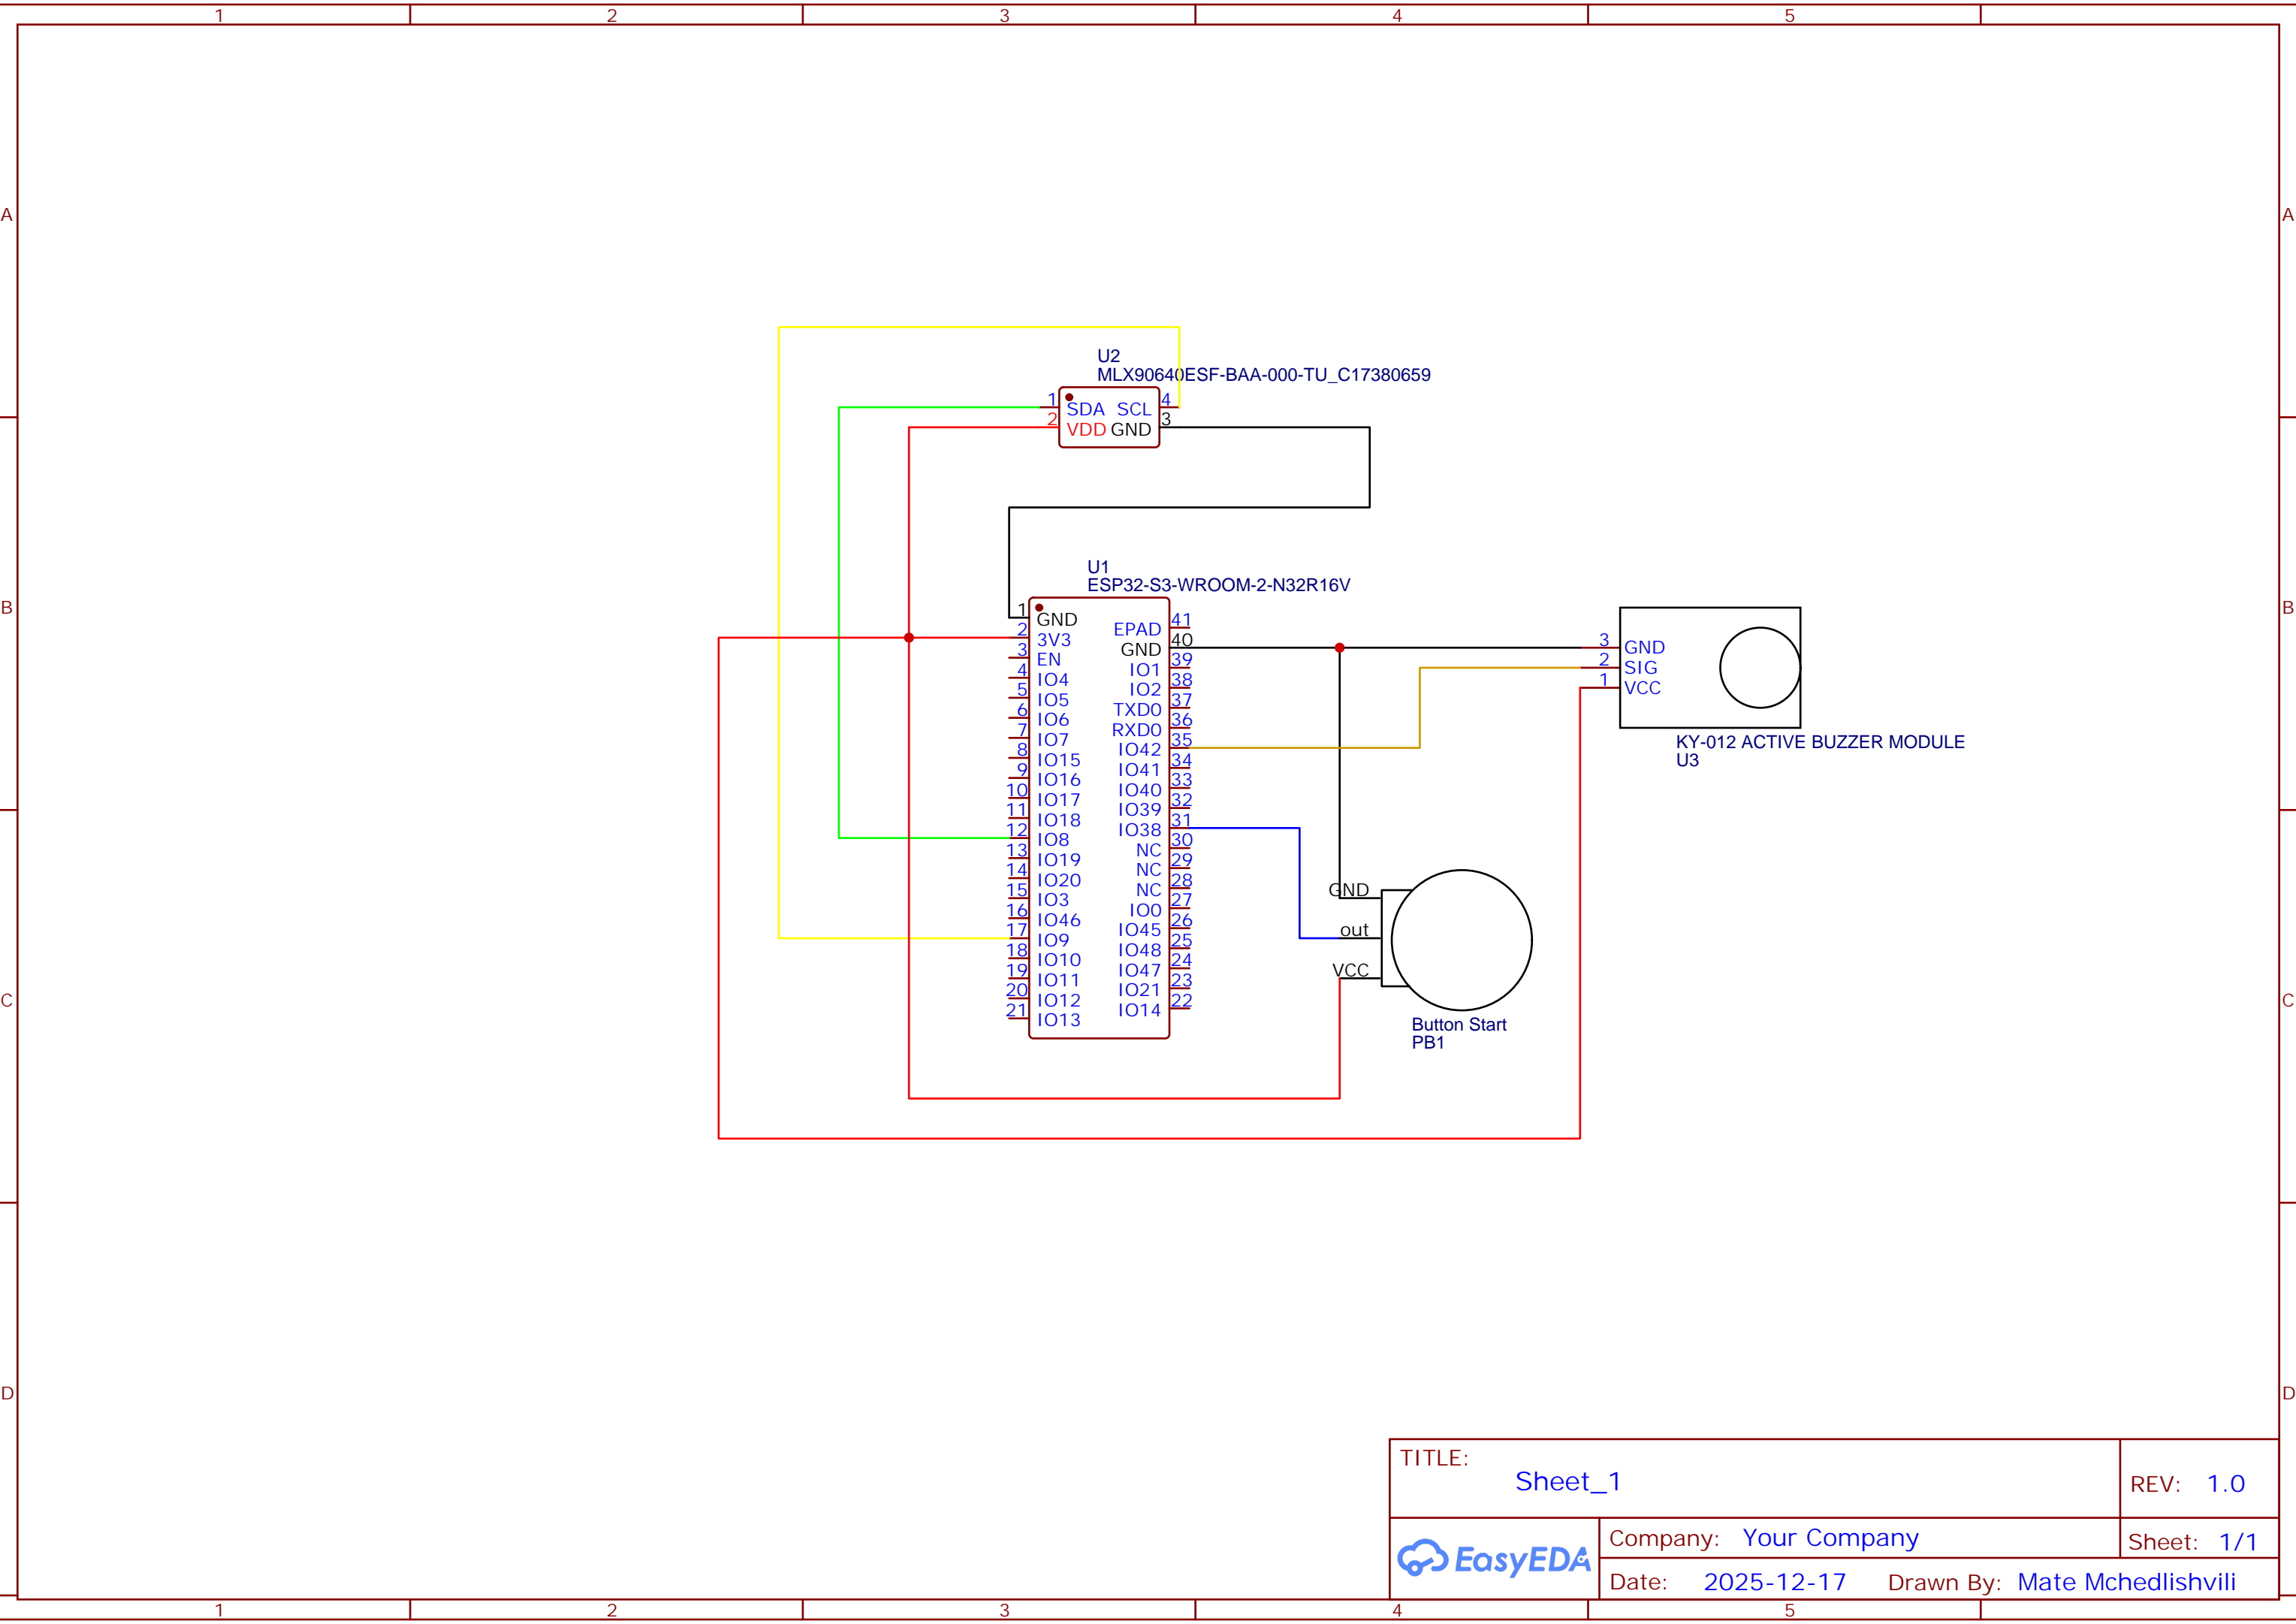 1 2 3 4 5
A A
U2
MLX90640ESF-BAA-000-TU_C17380659
1 SDA SCL 4
2 VDD GND 3
U1
ESP32-S3-WROOM-2-N32R16V
B B
1 GND
2 3V3
3 EN
4 IO4
5 IO5
6 IO6
7 IO7
8 IO15
9 IO16
10 IO17
11 IO18
12 IO8
13 IO19
14 IO20
15 IO3
16 IO46
17 IO9
18 IO10
19 IO11
20 IO12
21 IO13
EPAD 41
GND 40
IO1 39
IO2 38
TXD0 37
RXD0 36
IO42 35
IO41 34
IO40 33
IO39 32
IO38 31
NC 30
NC 29
NC 28
IO0 27
IO45 26
IO48 25
IO47 24
IO21 23
IO14 22
3 GND
2 SIG
1 VCC
KY-012 ACTIVE BUZZER MODULE
U3
GND
out
VCC
Button Start
PB1
C C
D D
TITLE:
Sheet_1
REV: 1.0
EasyEDA
Company: Your Company
Sheet: 1/1
Date: 2025-12-17
Drawn By: Mate Mchedlishvili
1 2 3 4 5